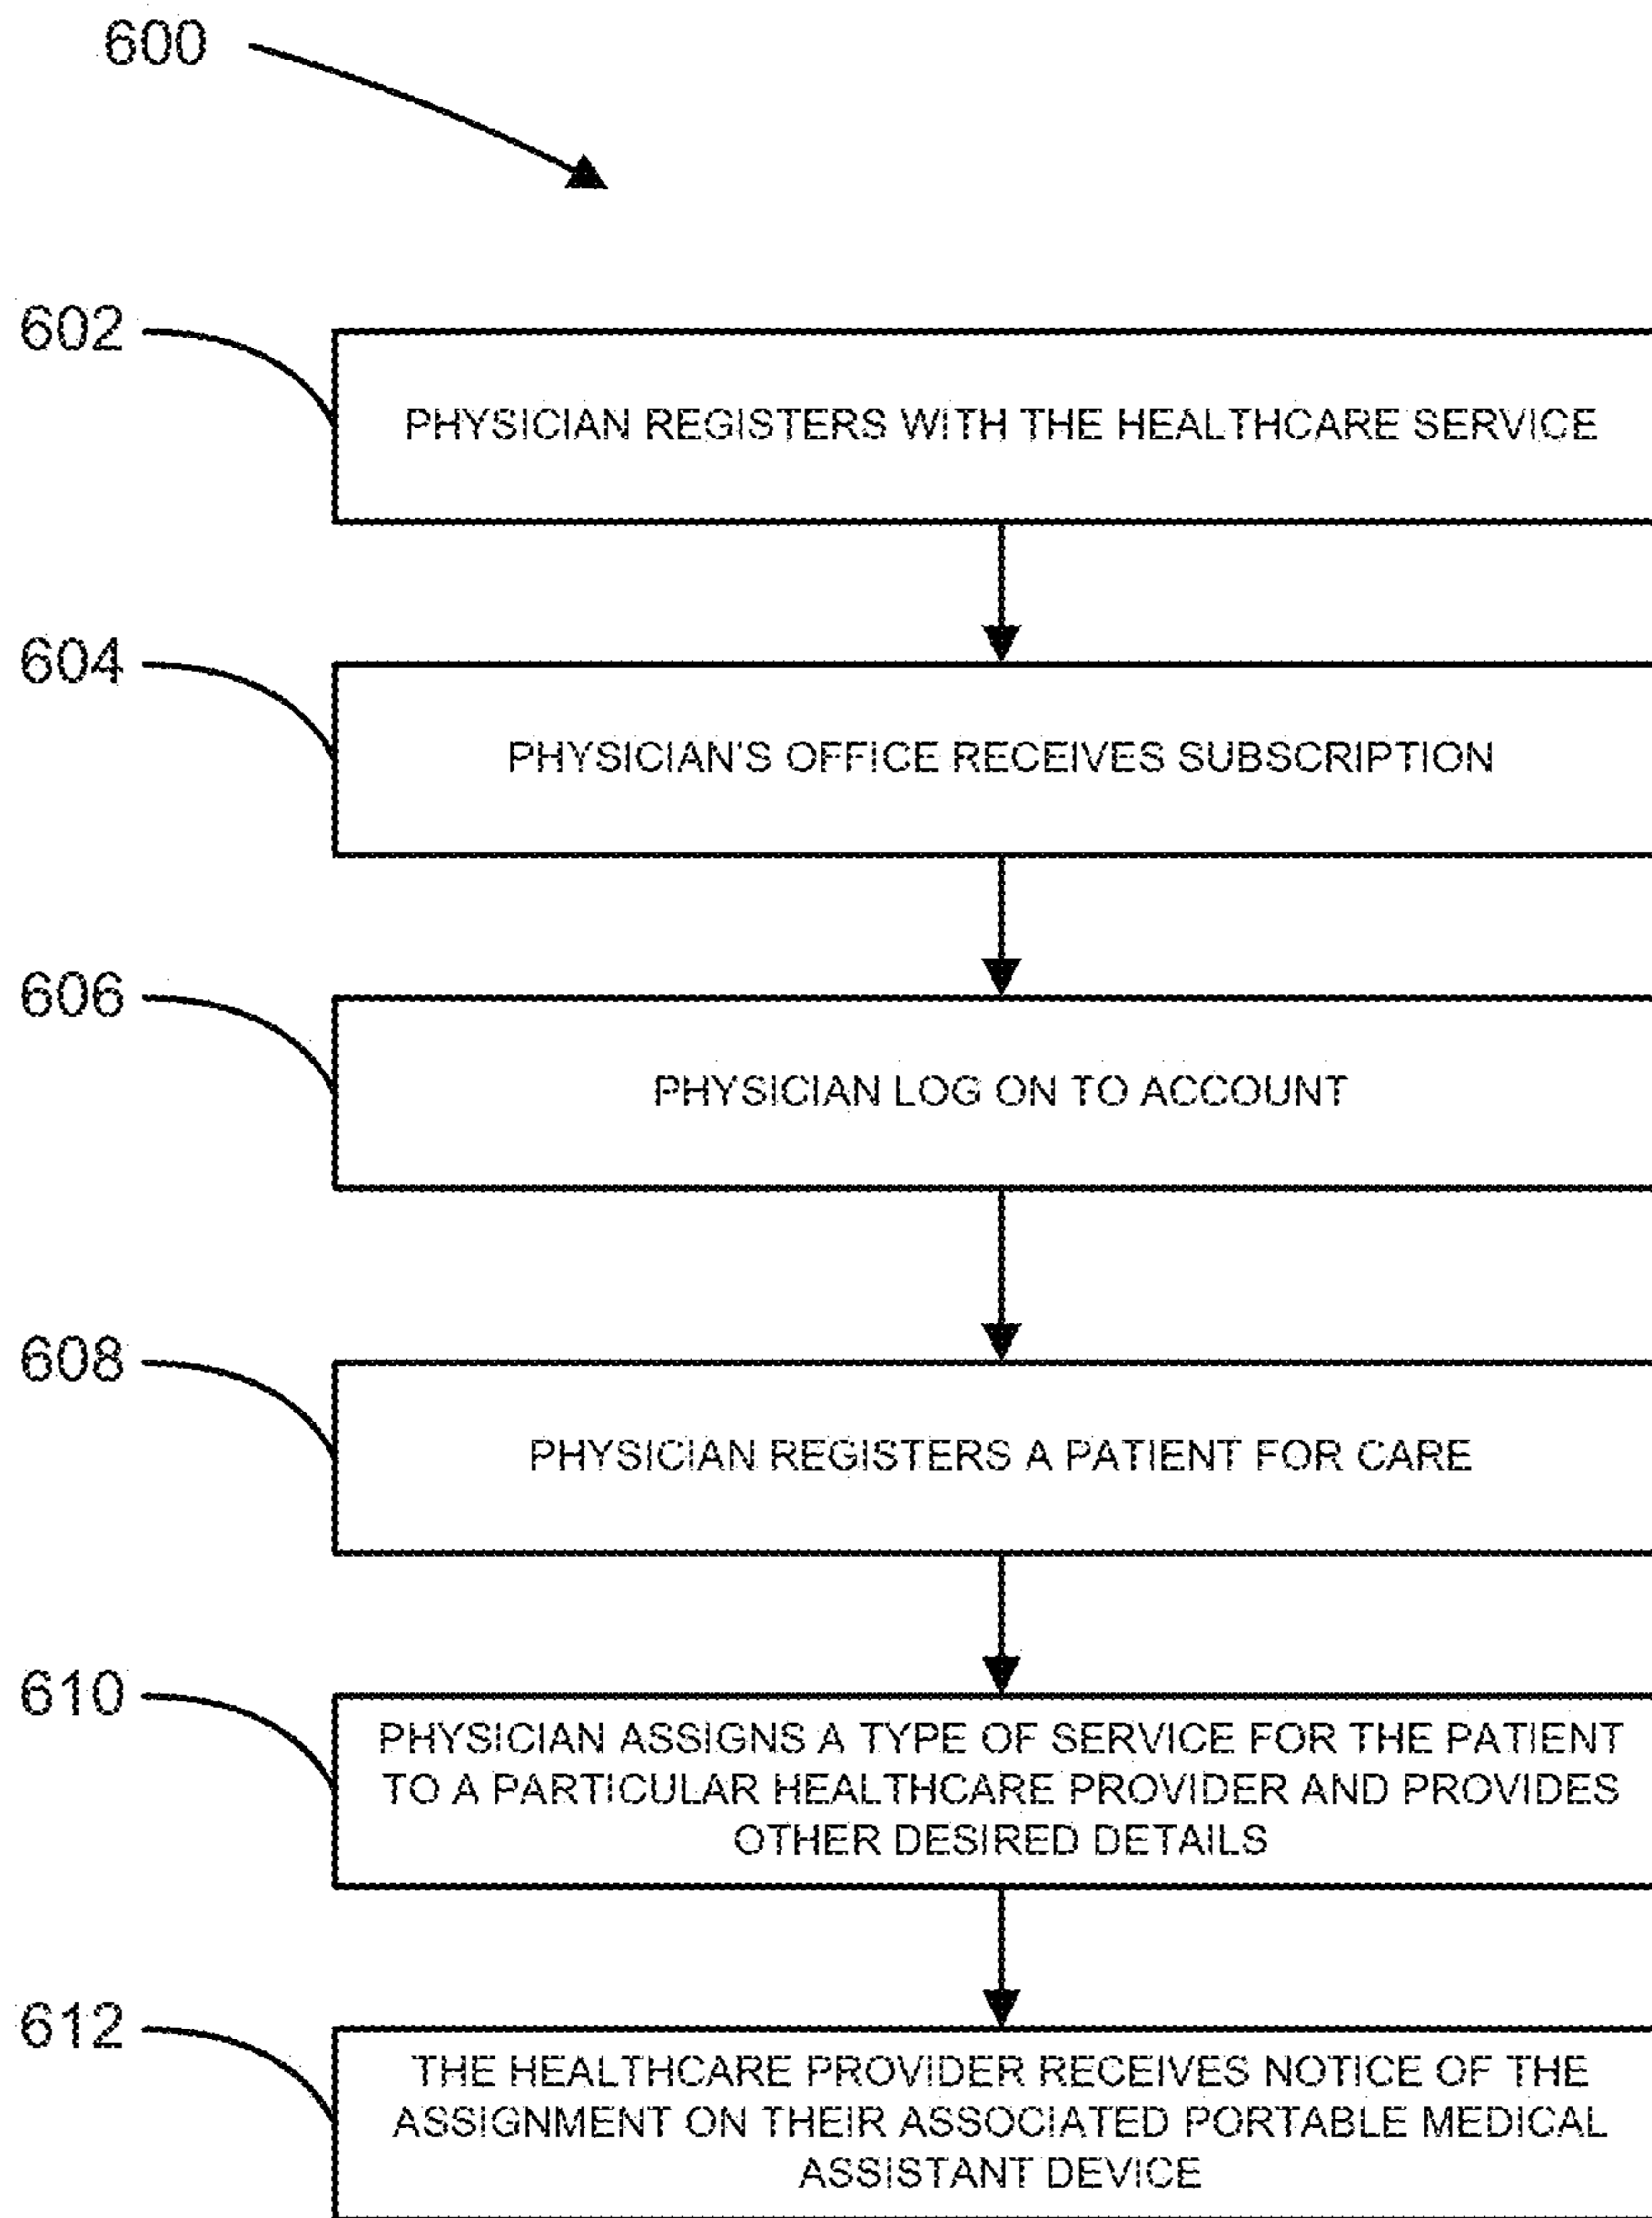 600
602
PHYSICIAN REGISTERS WITH THE HEALTHCARE SERVICE
604
PHYSICIAN'S OFFICE RECEIVES SUBSCRIPTION
606
PHYSICIAN LOG ON TO ACCOUNT
608
PHYSICIAN REGISTERS A PATIENT FOR CARE
610
PHYSICIAN ASSIGNS A TYPE OF SERVICE FOR THE PATIENT
TO A PARTICULAR HEALTHCARE PROVIDER AND PROVIDES
OTHER DESIRED DETAILS
612
THE HEALTHCARE PROVIDER RECEIVES NOTICE OF THE
ASSIGNMENT ON THEIR ASSOCIATED PORTABLE MEDICAL
ASSISTANT DEVICE